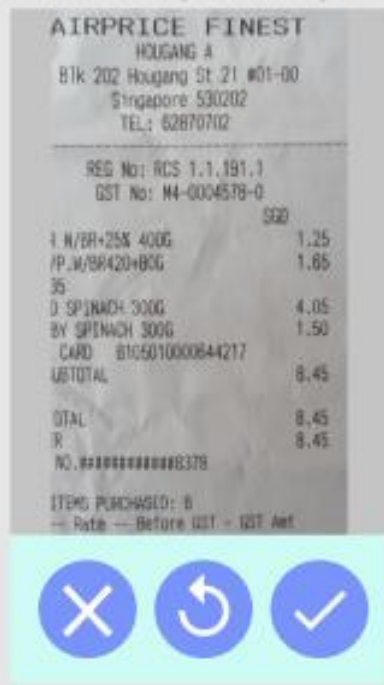 AIRPRICE FINEST
HOUGANG A
Blk 202 Hougang St 21 #01-00
Singapore 530202
TEL: 62870702
REG No: RCS 1.1.191.1
GST No: M4-0004578-0
SGD
N/BR+25% 400G 1.25
/P.W/BR420+80G 1.65
35
D SPINACH 300G 4.05
BY SPINACH 300G 1.50
CARD 8105010000644217
UBTOTAL 8.45
OTAL 8.45
R 8.45
NO.############8378
ITEMS PURCHASED: 6
-- Rate -- Before GST - GST Amt